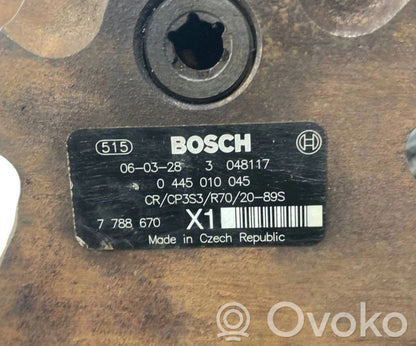 515 BOSCH
06-03-28 3 048117
0 445 010 045
CR/CP3S3/R70/20-89S
7 788 670 X1
Made in Czech Republic
Ovoko